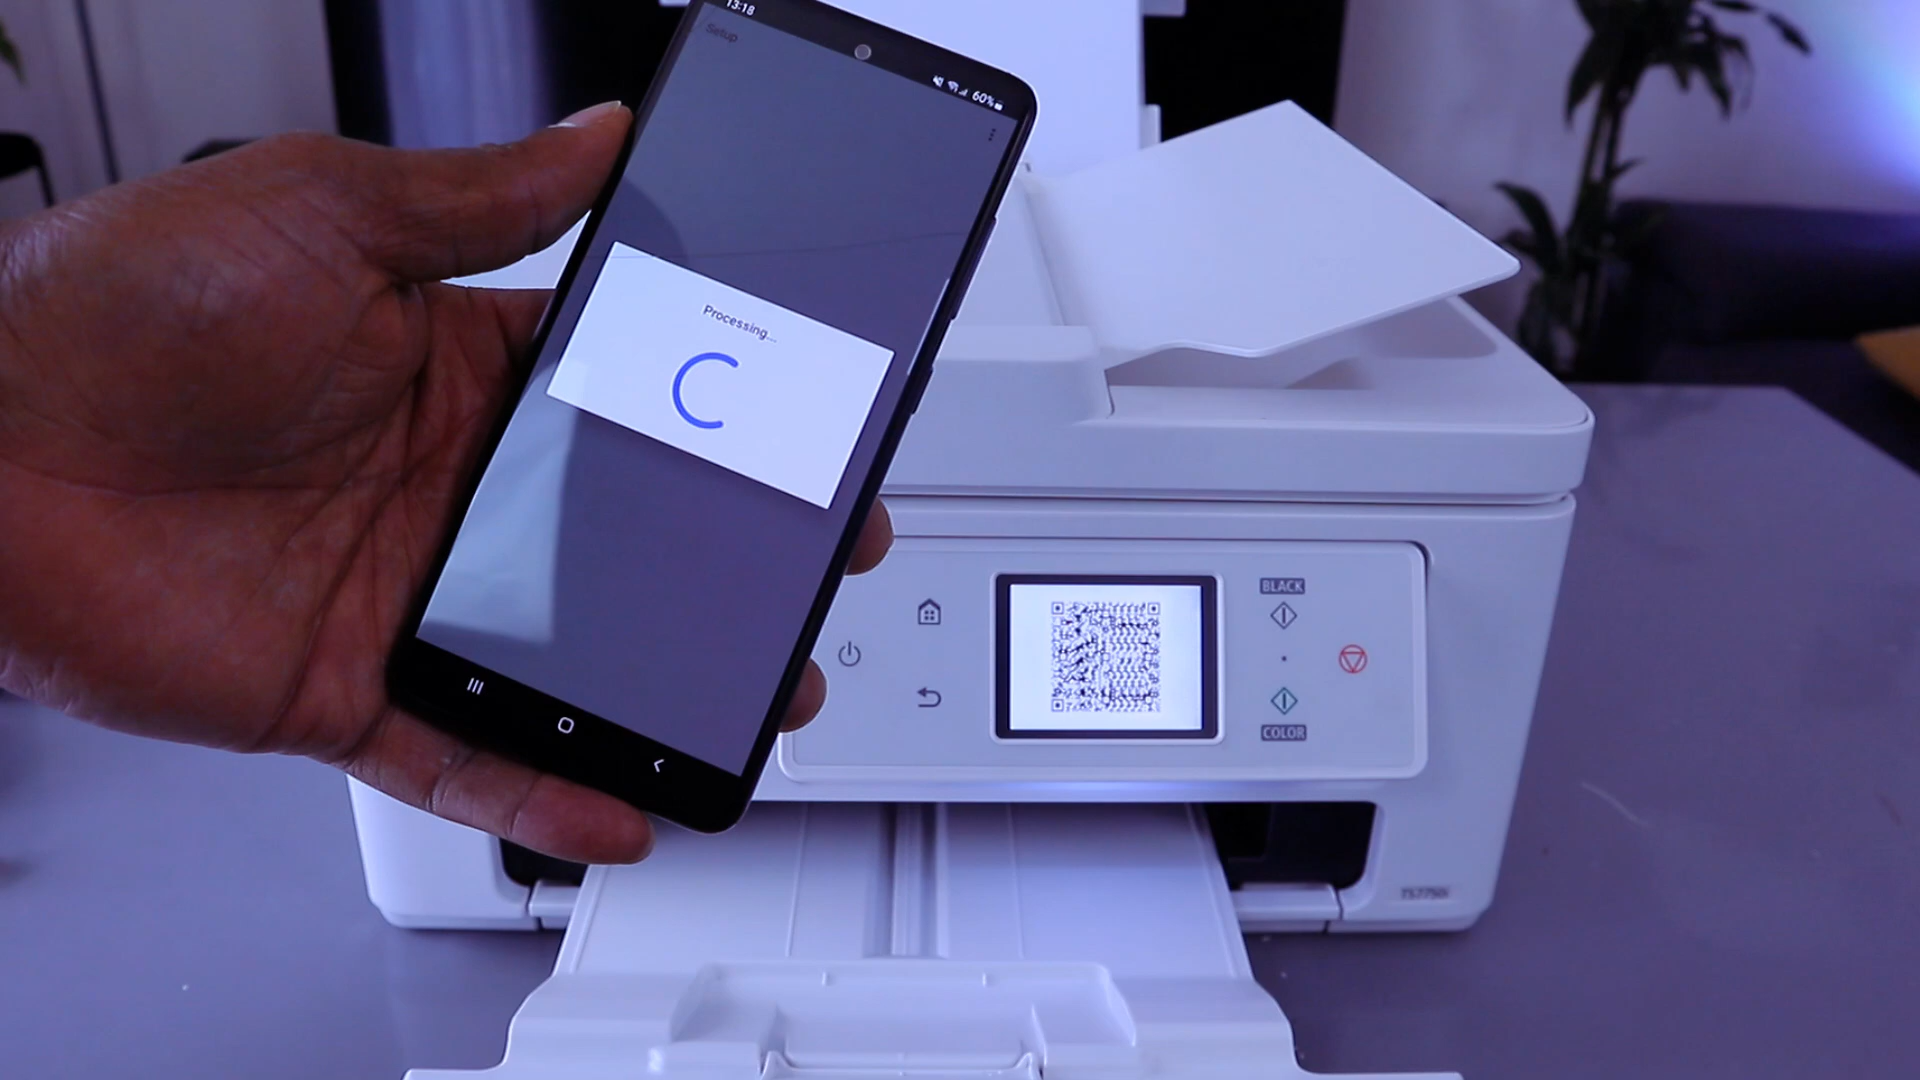 13:18
60%
Setup
Processing...
BLACK
COLOR
TS7750i